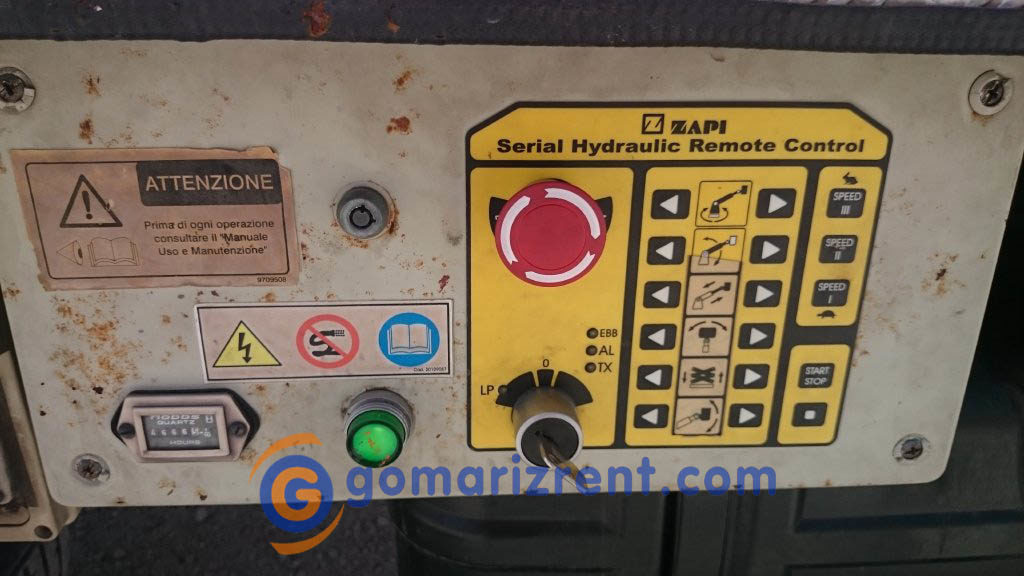 ZAPI
Serial Hydraulic Remote Control
ATTENZIONE
Prima di ogni operazione
consultare il "Manuale
Uso e Manutenzione"
9709508
SPEED
III
SPEED
II
SPEED
I
EBB
AL
TX
0
LP
START
STOP
QUARTZ
HOURS
gomarizrent.com